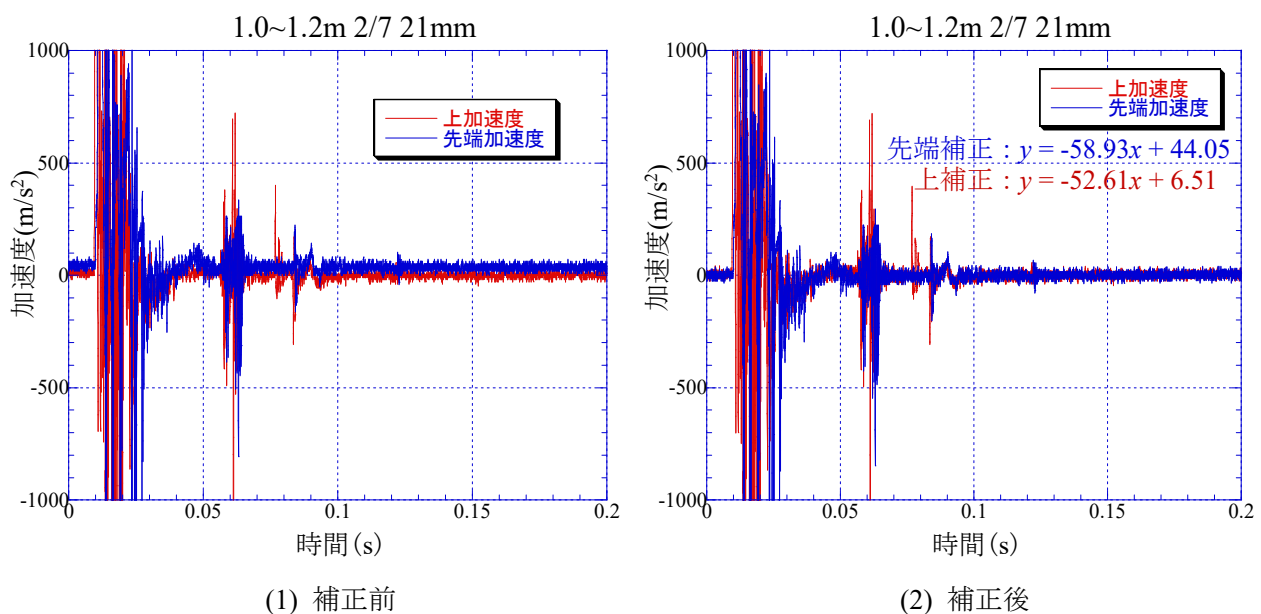 1.0~1.2m 2/7 21mm
1000
500
0
-500
-1000
加速度(m/s²)
上加速度
先端加速度
0
0.05
0.1
0.15
0.2
時間(s)
(1) 補正前
1.0~1.2m 2/7 21mm
1000
500
0
-500
-1000
加速度(m/s²)
上加速度
先端加速度
先端補正:y = -58.93x + 44.05
上補正:y = -52.61x + 6.51
0
0.05
0.1
0.15
0.2
時間(s)
(2) 補正後